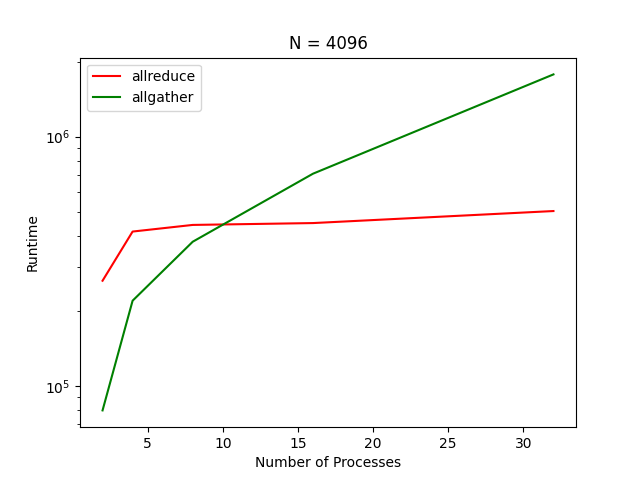 N = 4096
allreduce
allgather
10^6
10^5
Runtime
5
10
15
20
25
30
Number of Processes